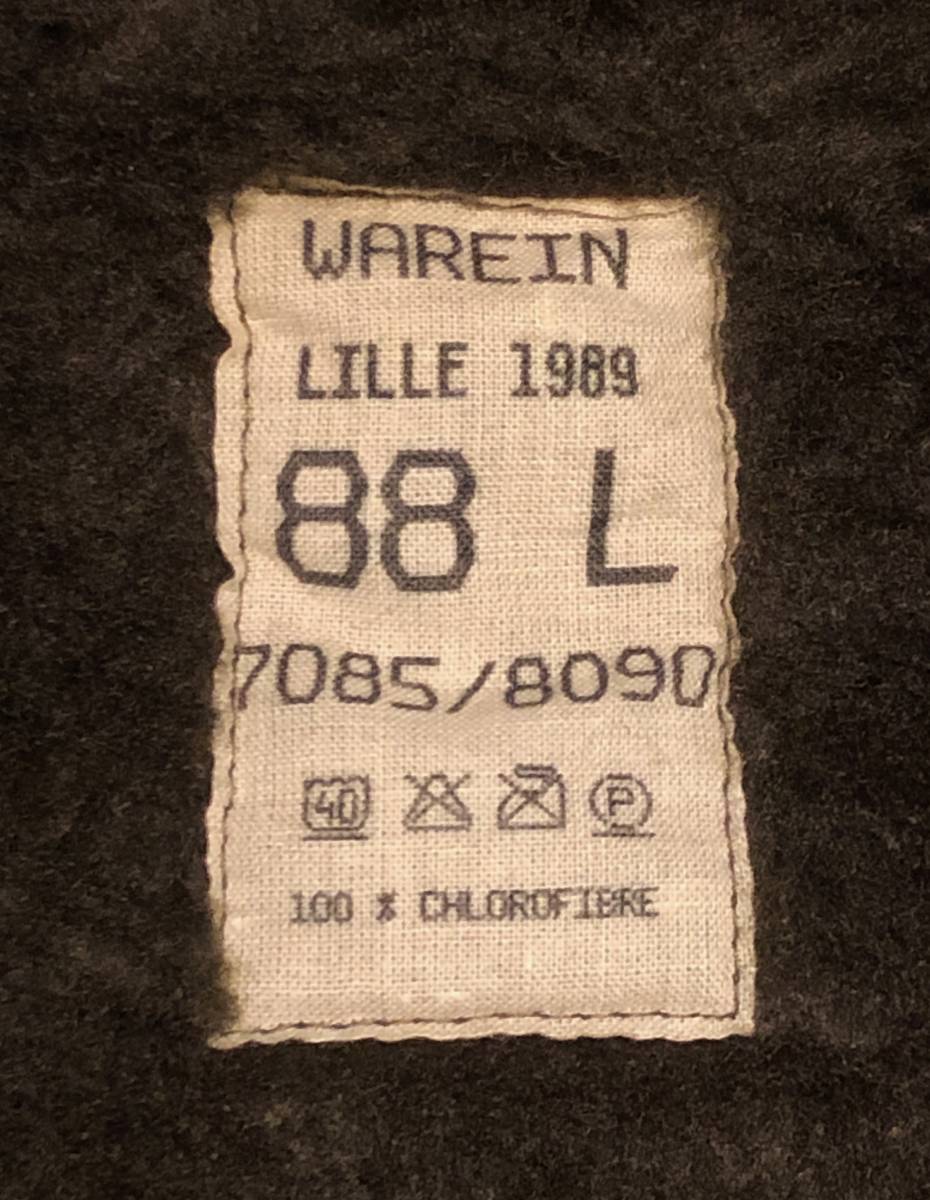 WAREIN
LILLE 1989
88 L
7085/8090
40 P
100 % CHLOROFIBRE